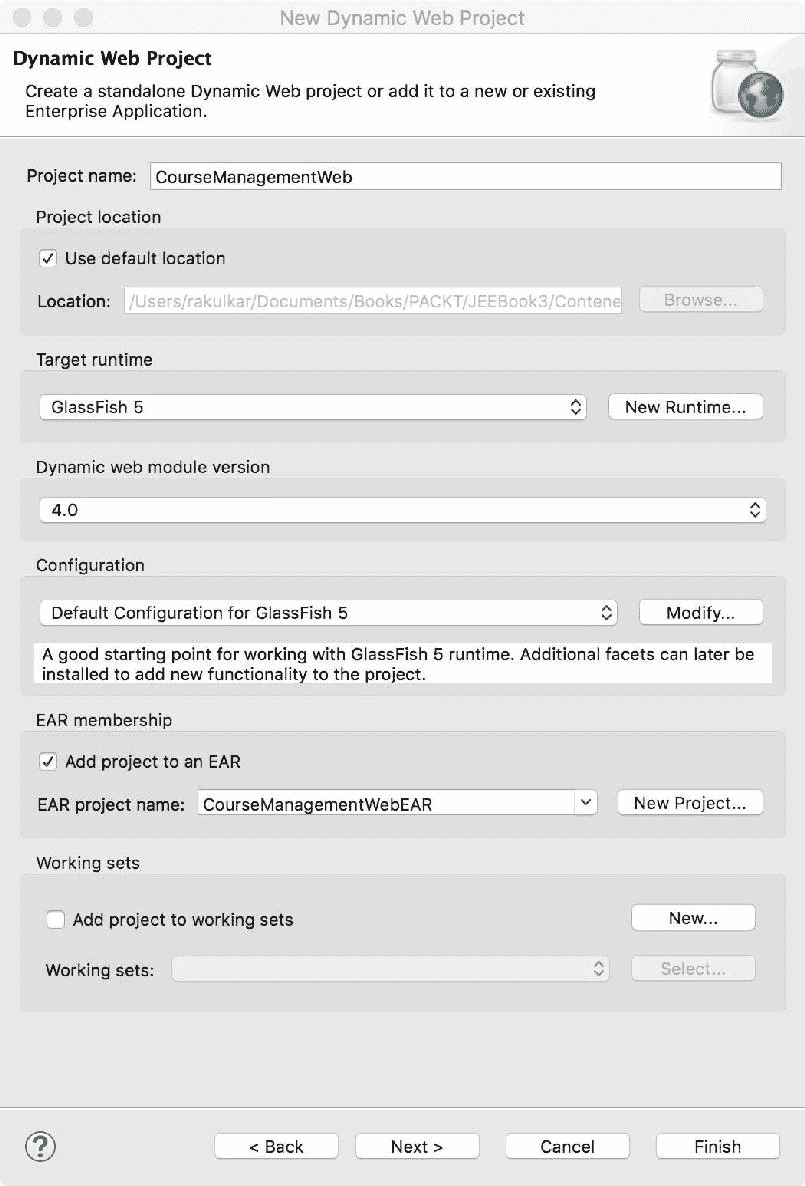 New Dynamic Web Project
Dynamic Web Project
Create a standalone Dynamic Web project or add it to a new or existing
Enterprise Application.
Project name: CourseManagementWeb
Project location
Use default location
Location: /Users/rakulkar/Documents/Books/PACKT/JEEBook3/Contene Browse...
Target runtime
GlassFish 5 New Runtime...
Dynamic web module version
4.0
Configuration
Default Configuration for GlassFish 5 Modify...
A good starting point for working with GlassFish 5 runtime. Additional facets can later be
installed to add new functionality to the project.
EAR membership
Add project to an EAR
EAR project name: CourseManagementWebEAR New Project...
Working sets
Add project to working sets New...
Working sets: Select...
? < Back Next > Cancel Finish